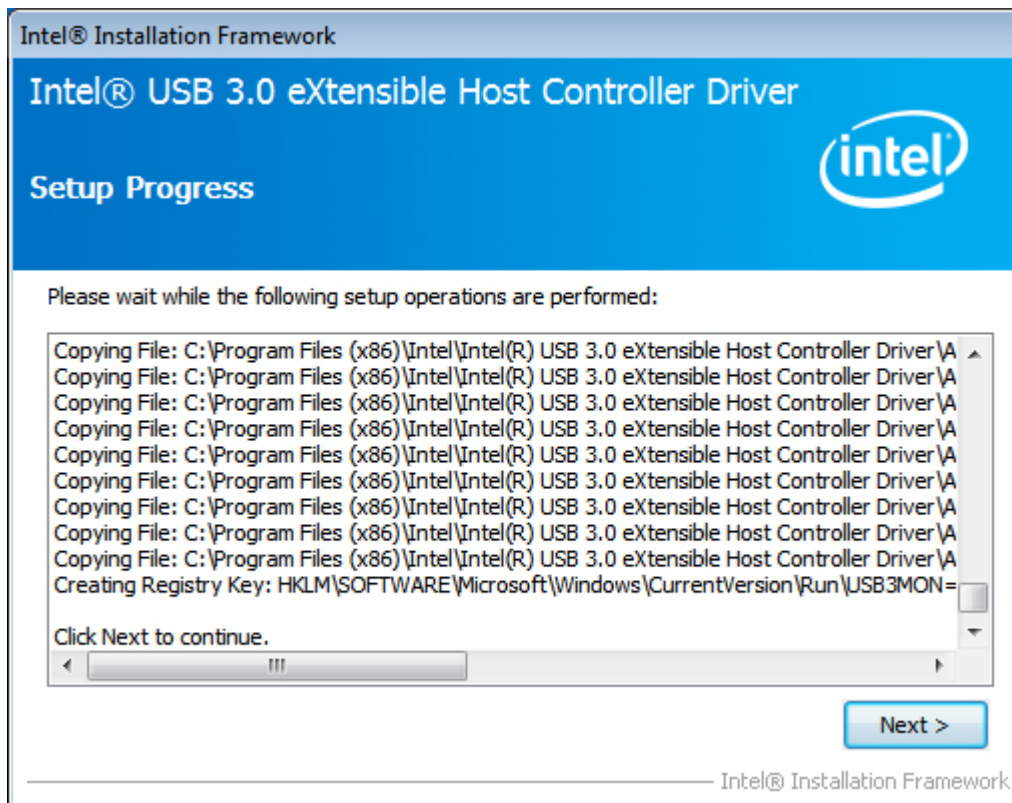 Intel® Installation Framework
Intel® USB 3.0 eXtensible Host Controller Driver
intel
Setup Progress
Please wait while the following setup operations are performed:
Copying File: C:\Program Files (x86)\Intel\Intel(R) USB 3.0 eXtensible Host Controller Driver\A
Copying File: C:\Program Files (x86)\Intel\Intel(R) USB 3.0 eXtensible Host Controller Driver\A
Copying File: C:\Program Files (x86)\Intel\Intel(R) USB 3.0 eXtensible Host Controller Driver\A
Copying File: C:\Program Files (x86)\Intel\Intel(R) USB 3.0 eXtensible Host Controller Driver\A
Copying File: C:\Program Files (x86)\Intel\Intel(R) USB 3.0 eXtensible Host Controller Driver\A
Copying File: C:\Program Files (x86)\Intel\Intel(R) USB 3.0 eXtensible Host Controller Driver\A
Copying File: C:\Program Files (x86)\Intel\Intel(R) USB 3.0 eXtensible Host Controller Driver\A
Copying File: C:\Program Files (x86)\Intel\Intel(R) USB 3.0 eXtensible Host Controller Driver\A
Copying File: C:\Program Files (x86)\Intel\Intel(R) USB 3.0 eXtensible Host Controller Driver\A
Creating Registry Key: HKLM\SOFTWARE\Microsoft\Windows\CurrentVersion\Run\USB3MON=
Click Next to continue.
Next >
Intel® Installation Framework